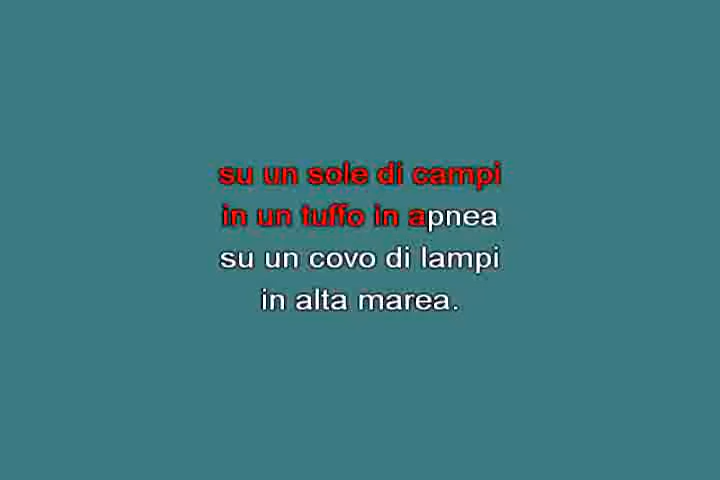 su un sole di campi
in un tuffo in apnea
su un covo di lampi
in alta marea.